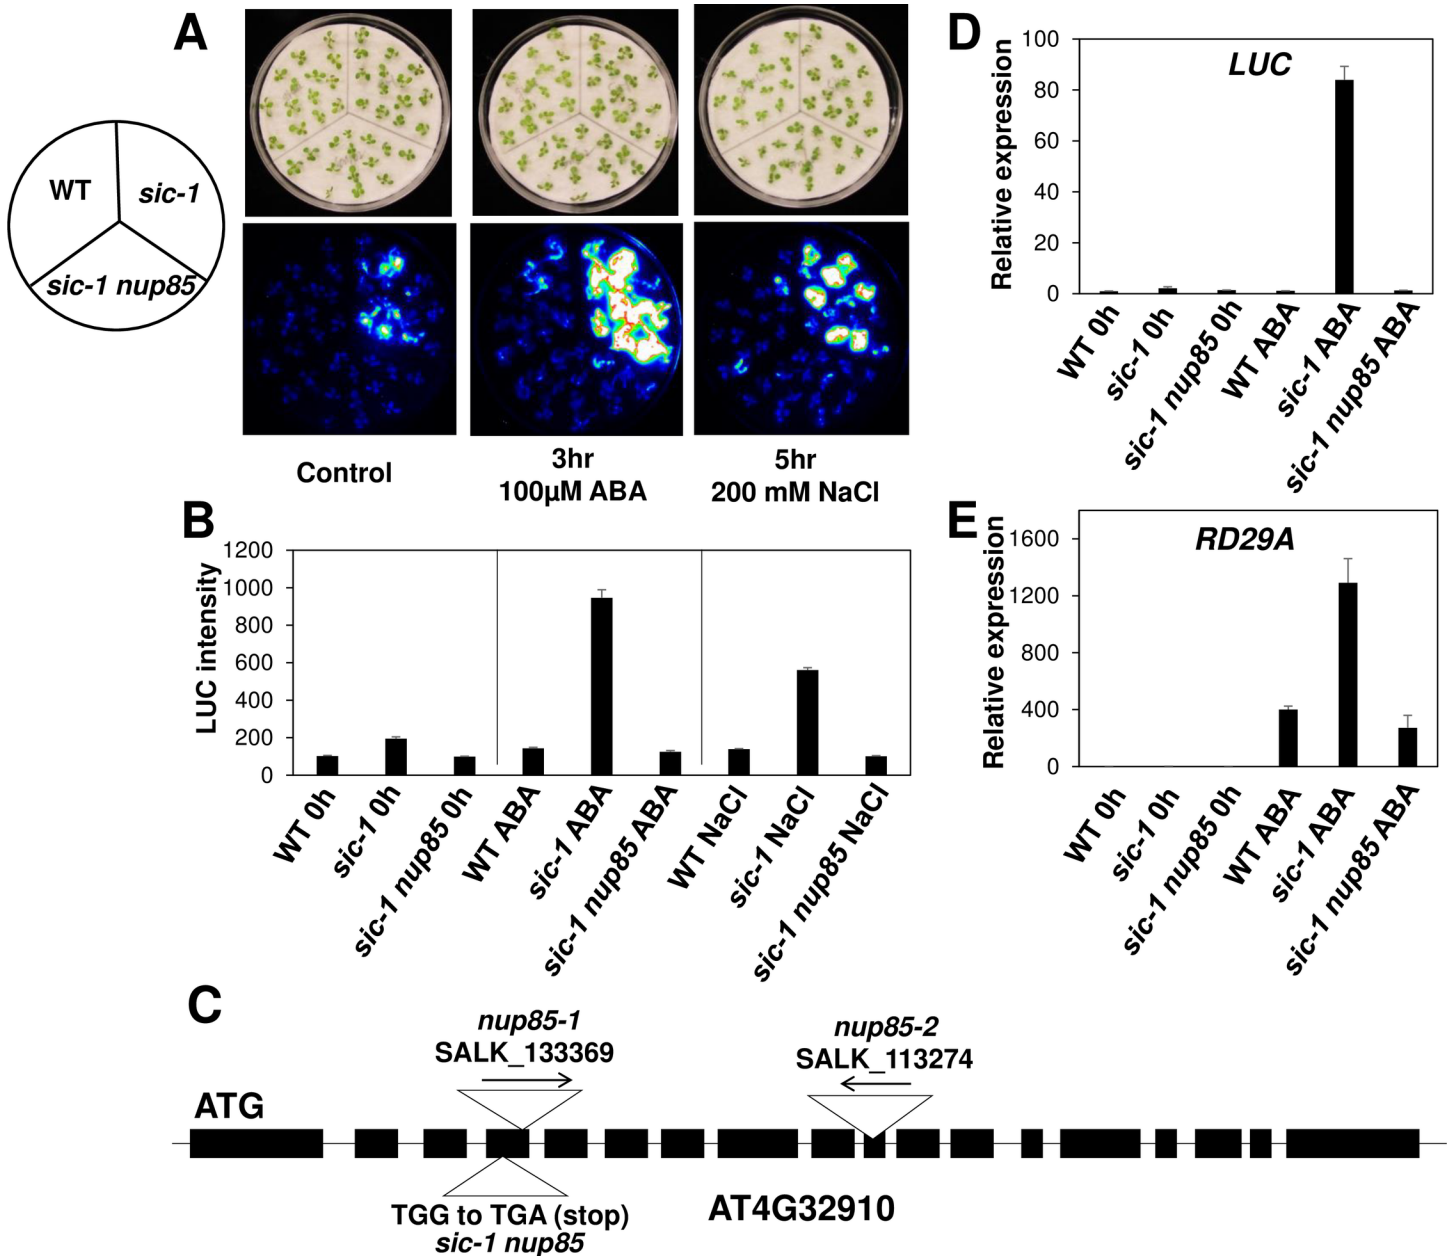 A
WT
sic-1
sic-1 nup85
Control
3hr
100µM ABA
5hr
200 mM NaCl
B
LUC intensity
1200
1000
800
600
400
200
0
WT 0h
sic-1 0h
sic-1 nup85 0h
WT ABA
sic-1 ABA
sic-1 nup85 ABA
WT NaCl
sic-1 NaCl
sic-1 nup85 NaCl
C
nup85-1
SALK_133369
nup85-2
SALK_113274
ATG
TGG to TGA (stop)
sic-1 nup85
AT4G32910
D
LUC
Relative expression
100
80
60
40
20
0
WT 0h
sic-1 0h
sic-1 nup85 0h
WT ABA
sic-1 ABA
sic-1 nup85 ABA
E
RD29A
Relative expression
1600
1200
800
400
0
WT 0h
sic-1 0h
sic-1 nup85 0h
WT ABA
sic-1 ABA
sic-1 nup85 ABA